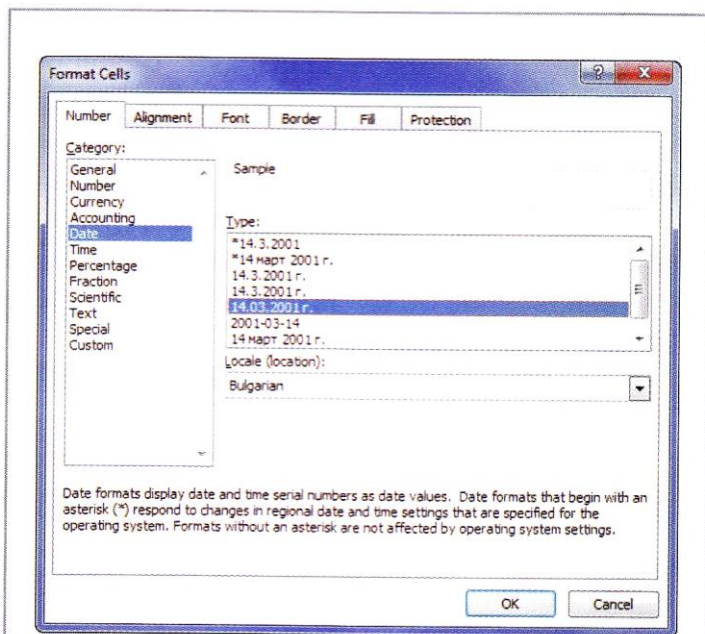 Format Cells
Number Alignment Font Border Fill Protection
Category:
General
Number
Currency
Accounting
Date
Time
Percentage
Fraction
Scientific
Text
Special
Custom
Sample
Type:
*14.3.2001
*14 март 2001 г.
14.3.2001 г.
14.3.2001 г.
14.03.2001 г.
2001-03-14
14 март 2001 г.
Locale (location):
Bulgarian
Date formats display date and time serial numbers as date values. Date formats that begin with an
asterisk (*) respond to changes in regional date and time settings that are specified for the
operating system. Formats without an asterisk are not affected by operating system settings.
OK Cancel